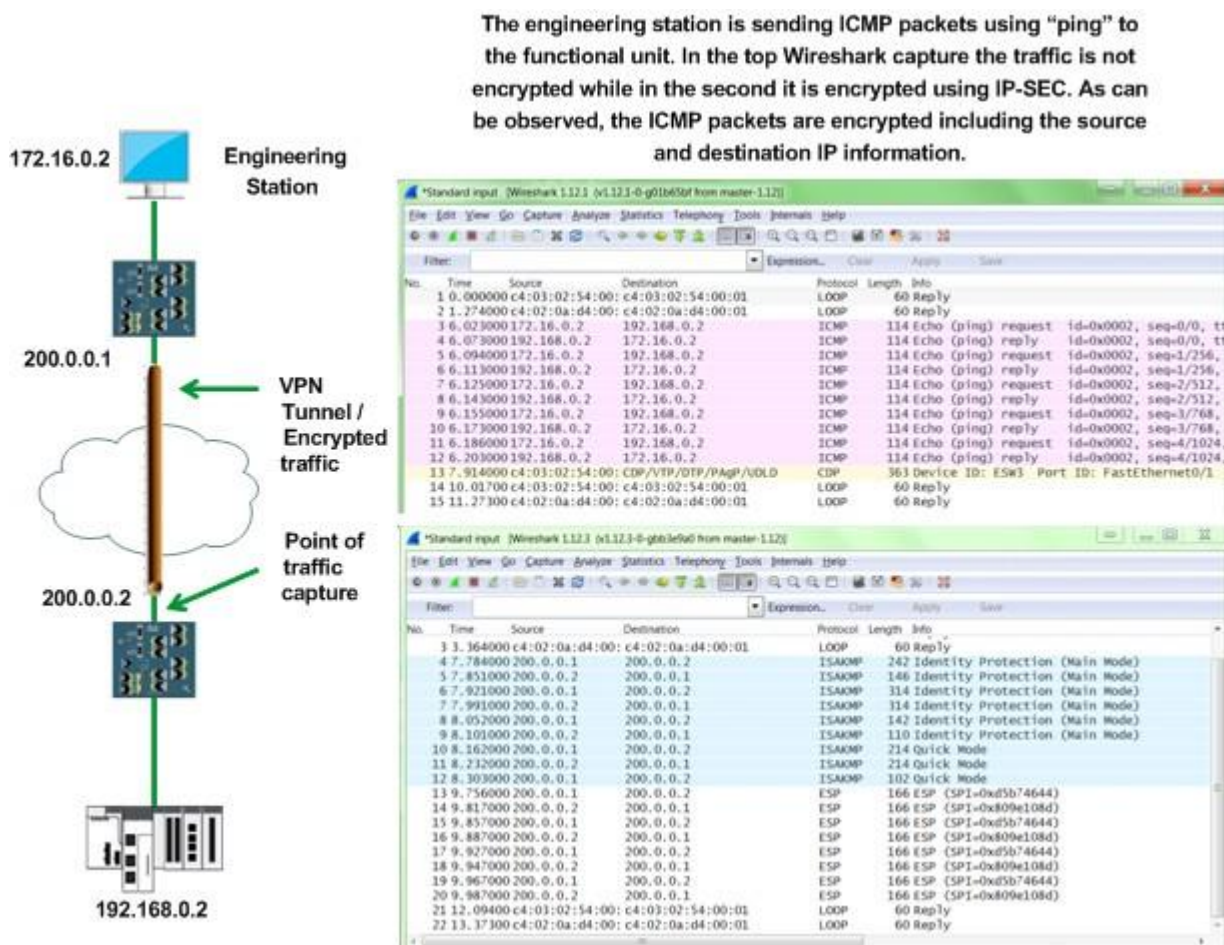 The engineering station is sending ICMP packets using “ping” to
the functional unit. In the top Wireshark capture the traffic is not
encrypted while in the second it is encrypted using IP-SEC. As can
be observed, the ICMP packets are encrypted including the source
and destination IP information.
172.16.0.2
Engineering
Station
200.0.0.1
VPN
Tunnel /
Encrypted
traffic
Point of
traffic
capture
200.0.0.2
192.168.0.2
*Standard input [Wireshark 1.12.1 (v1.12.1-0-g01b65bf from master-1.12)]
File Edit View Go Capture Analyze Statistics Telephony Tools Internals Help
Filter: Expression... Clear Apply Save
No. Time Source Destination Protocol Length Info
1 0.000000 c4:03:02:54:00: c4:03:02:54:00:01 LOOP 60 Reply
2 1.274000 c4:02:0a:d4:00: c4:02:0a:d4:00:01 LOOP 60 Reply
3 6.023000 172.16.0.2 192.168.0.2 ICMP 114 Echo (ping) request id=0x0002, seq=0/0, tt
4 6.073000 192.168.0.2 172.16.0.2 ICMP 114 Echo (ping) reply id=0x0002, seq=0/0, tt
5 6.094000 172.16.0.2 192.168.0.2 ICMP 114 Echo (ping) request id=0x0002, seq=1/256,
6 6.113000 192.168.0.2 172.16.0.2 ICMP 114 Echo (ping) reply id=0x0002, seq=1/256,
7 6.125000 172.16.0.2 192.168.0.2 ICMP 114 Echo (ping) request id=0x0002, seq=2/512,
8 6.143000 192.168.0.2 172.16.0.2 ICMP 114 Echo (ping) reply id=0x0002, seq=2/512,
9 6.155000 172.16.0.2 192.168.0.2 ICMP 114 Echo (ping) request id=0x0002, seq=3/768,
10 6.173000 192.168.0.2 172.16.0.2 ICMP 114 Echo (ping) reply id=0x0002, seq=3/768,
11 6.186000 172.16.0.2 192.168.0.2 ICMP 114 Echo (ping) request id=0x0002, seq=4/1024,
12 6.203000 192.168.0.2 172.16.0.2 ICMP 114 Echo (ping) reply id=0x0002, seq=4/1024,
13 7.914000 c4:03:02:54:00: CDP/VTP/DTP/PAgP/UDLD CDP 363 Device ID: ESW3 Port ID: FastEthernet0/1
14 10.01700 c4:03:02:54:00: c4:03:02:54:00:01 LOOP 60 Reply
15 11.27300 c4:02:0a:d4:00: c4:02:0a:d4:00:01 LOOP 60 Reply
*Standard input [Wireshark 1.12.3 (v1.12.3-0-gbb3e9a0 from master-1.12)]
File Edit View Go Capture Analyze Statistics Telephony Tools Internals Help
Filter: Expression... Clear Apply Save
No. Time Source Destination Protocol Length Info
3 3.364000 c4:02:0a:d4:00: c4:02:0a:d4:00:01 LOOP 60 Reply
4 7.784000 200.0.0.1 200.0.0.2 ISAKMP 242 Identity Protection (Main Mode)
5 7.851000 200.0.0.2 200.0.0.1 ISAKMP 146 Identity Protection (Main Mode)
6 7.921000 200.0.0.1 200.0.0.2 ISAKMP 314 Identity Protection (Main Mode)
7 7.991000 200.0.0.2 200.0.0.1 ISAKMP 314 Identity Protection (Main Mode)
8 8.052000 200.0.0.1 200.0.0.2 ISAKMP 142 Identity Protection (Main Mode)
9 8.101000 200.0.0.2 200.0.0.1 ISAKMP 110 Identity Protection (Main Mode)
10 8.162000 200.0.0.1 200.0.0.2 ISAKMP 214 Quick Mode
11 8.232000 200.0.0.2 200.0.0.1 ISAKMP 214 Quick Mode
12 8.303000 200.0.0.1 200.0.0.2 ISAKMP 102 Quick Mode
13 9.756000 200.0.0.1 200.0.0.2 ESP 166 ESP (SPI=0xd5b74644)
14 9.817000 200.0.0.2 200.0.0.1 ESP 166 ESP (SPI=0x809e108d)
15 9.857000 200.0.0.1 200.0.0.2 ESP 166 ESP (SPI=0xd5b74644)
16 9.887000 200.0.0.2 200.0.0.1 ESP 166 ESP (SPI=0x809e108d)
17 9.927000 200.0.0.1 200.0.0.2 ESP 166 ESP (SPI=0xd5b74644)
18 9.947000 200.0.0.2 200.0.0.1 ESP 166 ESP (SPI=0x809e108d)
19 9.967000 200.0.0.1 200.0.0.2 ESP 166 ESP (SPI=0xd5b74644)
20 9.987000 200.0.0.2 200.0.0.1 ESP 166 ESP (SPI=0x809e108d)
21 12.09400 c4:03:02:54:00: c4:03:02:54:00:01 LOOP 60 Reply
22 13.37300 c4:02:0a:d4:00: c4:02:0a:d4:00:01 LOOP 60 Reply